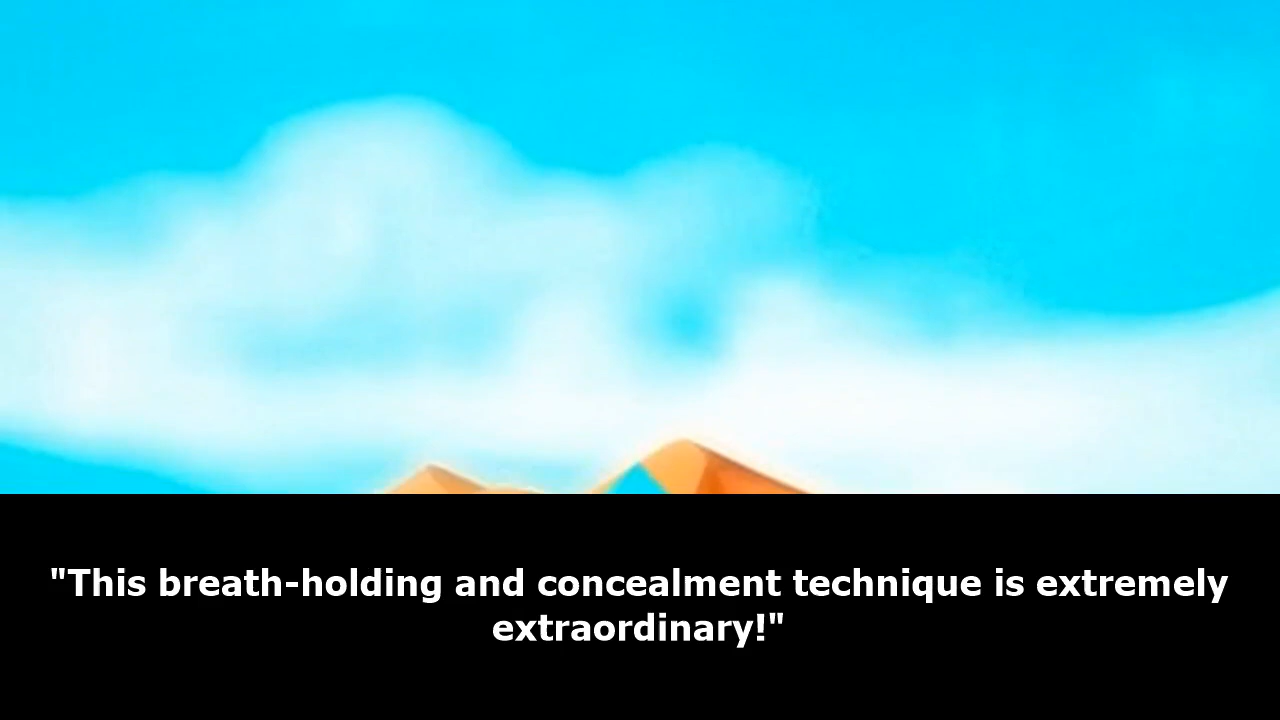 "This breath-holding and concealment technique is extremely
extraordinary!"